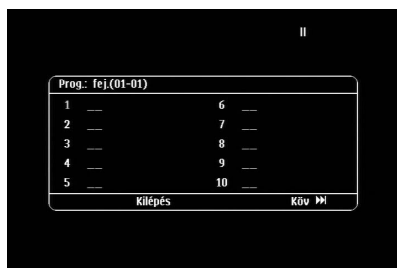 II
Prog.: fej.(01-01)
1 __ 6 __
2 __ 7 __
3 __ 8 __
4 __ 9 __
5 __ 10 __
Kilépés Köv